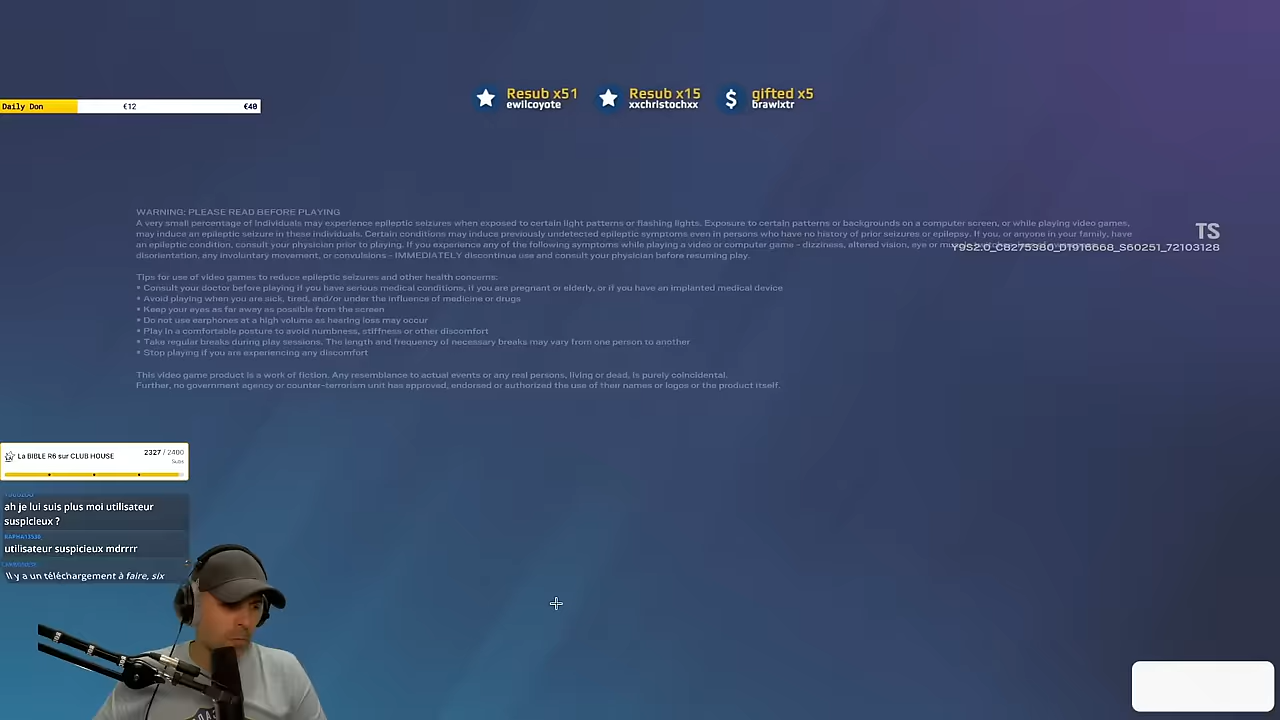 Resub x51
ewilcoyote
Resub x15
xxchristochxx
gifted x5
brawlxtr
Daily Don €12 €40
WARNING: PLEASE READ BEFORE PLAYING
A very small percentage of individuals may experience epileptic seizures when exposed to certain light patterns or flashing lights. Exposure to certain patterns or backgrounds on a computer screen, or while playing video games,
may induce an epileptic seizure in these individuals. Certain conditions may induce previously undetected epileptic symptoms even in persons who have no history of prior seizures or epilepsy. If you, or anyone in your family, have
an epileptic condition, consult your physician prior to playing. If you experience any of the following symptoms while playing a video or computer game - dizziness, altered vision, eye or
disorientation, any involuntary movement, or convulsions - IMMEDIATELY discontinue use and consult your physician before resuming play.
TS
Tips for use of video games to reduce epileptic seizures and other health concerns:
• Consult your doctor before playing if you have serious medical conditions, if you are pregnant or elderly, or if you have an implanted medical device
• Avoid playing when you are sick, tired, and/or under the influence of medicine or drugs
• Keep your eyes as far away as possible from the screen
• Do not use earphones at a high volume as hearing loss may occur
• Play in a comfortable posture to avoid numbness, stiffness or other discomfort
• Take regular breaks during play sessions. The length and frequency of necessary breaks may vary from one person to another
• Stop playing if you are experiencing any discomfort
This video game product is a work of fiction. Any resemblance to actual events or any real persons, living or dead, is purely coincidental.
Further, no government agency or counter-terrorism unit has approved, endorsed or authorized the use of their names or logos or the product itself.
La BIBLE R6 sur CLUB HOUSE 2327 / 2400
Subs
ah je lui suis plus moi utilisateur
suspicieux ?
RAPHA13530
utilisateur suspicieux mdrrr
Il y a un téléchargement à faire, six